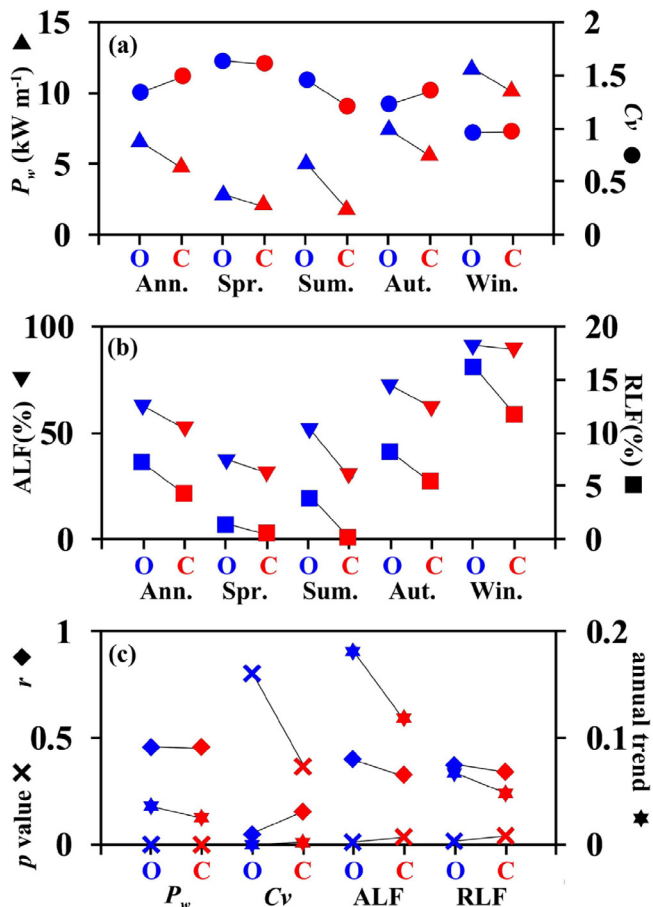 15
(a)
2
10
1.5
1
5
0.5
0
0
P_w (kW m⁻¹) ▲
Cv ●
O C O C O C O C O C
Ann. Spr. Sum. Aut. Win.
100
(b)
20
15
50
10
5
0
0
ALF(%) ▼
RLF(%) ■
O C O C O C O C O C
Ann. Spr. Sum. Aut. Win.
1
(c)
0.2
0.5
0.1
0
0
p value ✕ r ◆
annual trend ✶
O C O C O C O C
P_w Cv ALF RLF